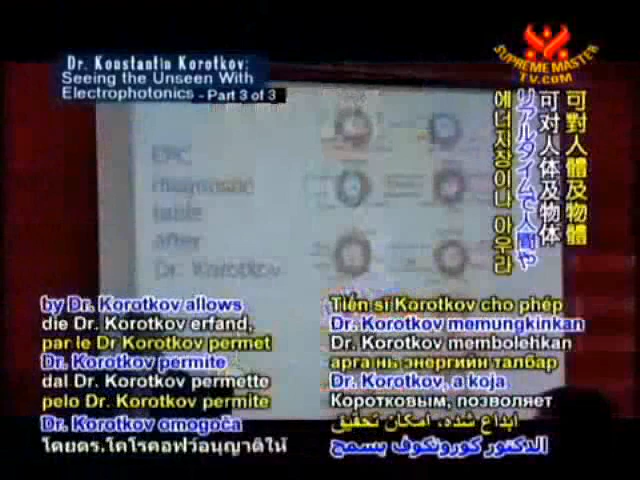 Dr. Konstantin Korotkov:
Seeing the Unseen With
Electrophotonics - Part 3 of 3
SUPREME MASTER
TV.COM
可對人體及物體
可对人体及物体
リアルタイムで人間や
에너지장이나 아우라
EPC
diagnostic
table
after
Dr. Korotkov
by Dr. Korotkov allows
die Dr. Korotkov erfand,
par le Dr Korotkov permet
Dr. Korotkov permite
dal Dr. Korotkov permette
pelo Dr. Korotkov permite
Dr. Korotkov omogoča
โดยดร.โคโรคอฟว์อนุญาติให้
Tiến sĩ Korotkov cho phép
Dr. Korotkov memungkinkan
Dr. Korotkov membolehkan
арга нь энергийн талбар
Dr. Korotkov, a koja
Коротковым, позволяет
ابداع شده، امکان تحقیق
الدكتور كوروتكوف يسمح